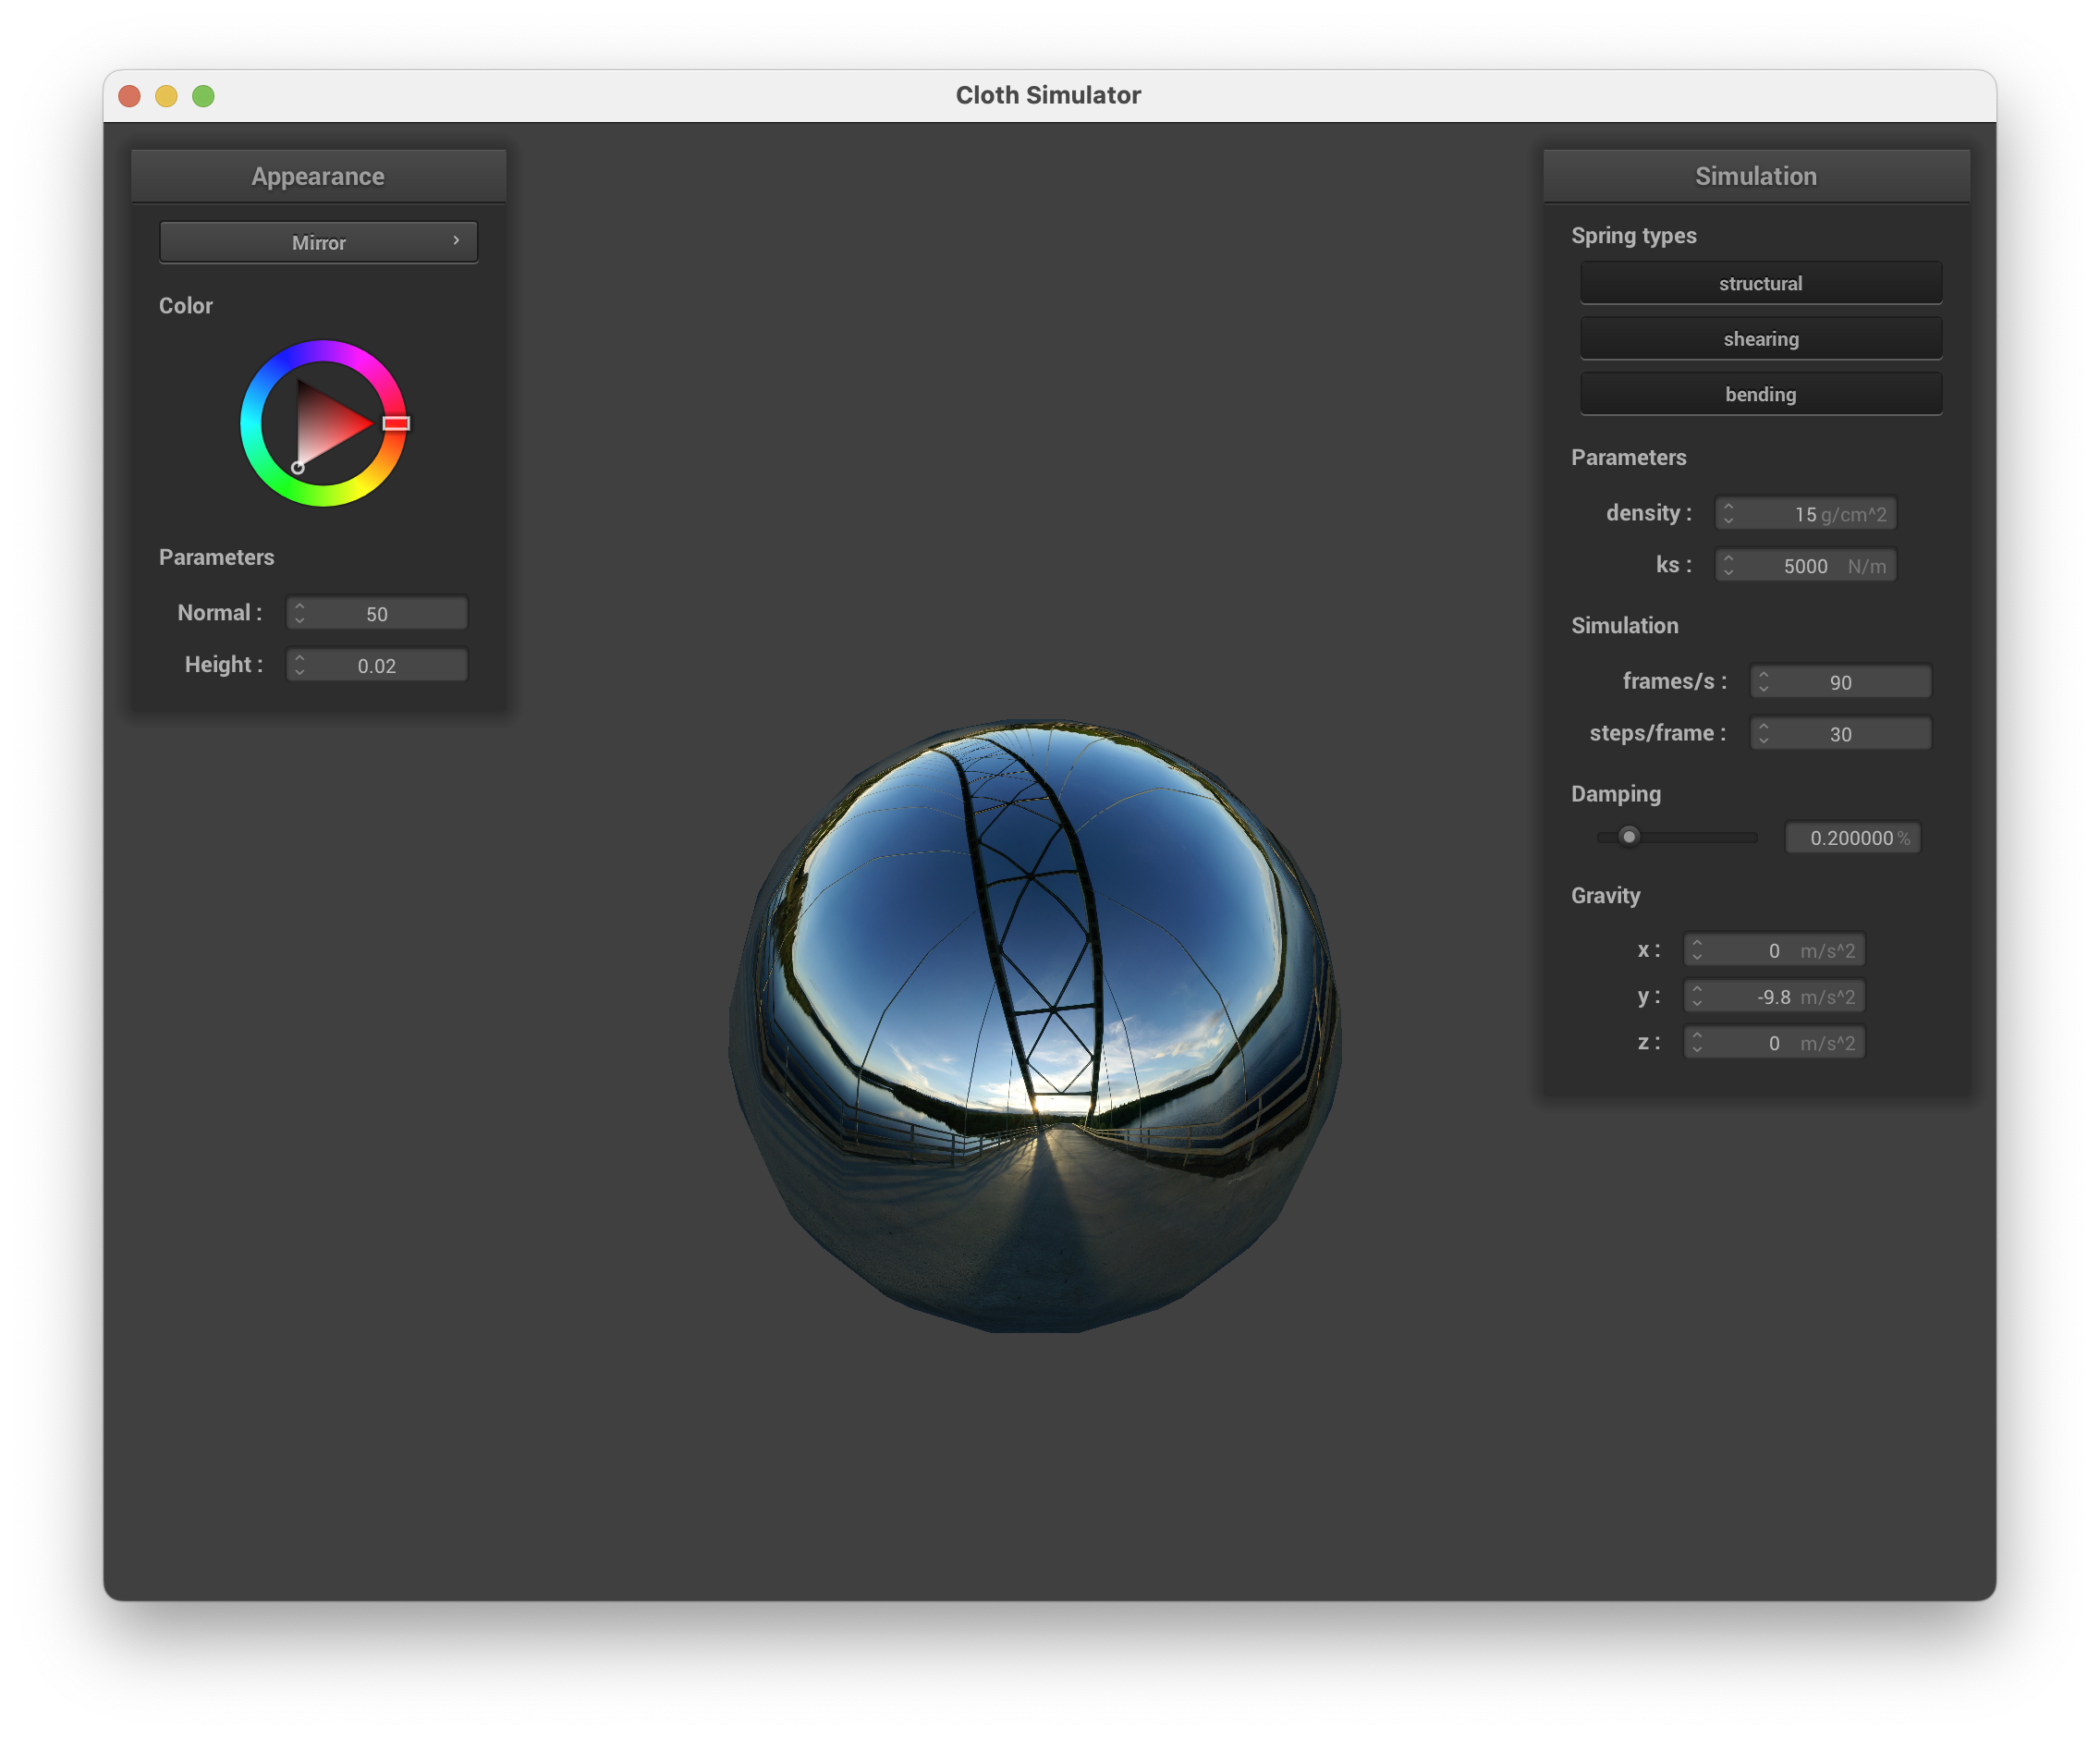 Cloth Simulator
Appearance
Mirror
Color
Parameters
Normal : 50
Height : 0.02
Simulation
Spring types
structural
shearing
bending
Parameters
density : 15 g/cm^2
ks : 5000 N/m
Simulation
frames/s : 90
steps/frame : 30
Damping
0.200000 %
Gravity
x : 0 m/s^2
y : -9.8 m/s^2
z : 0 m/s^2